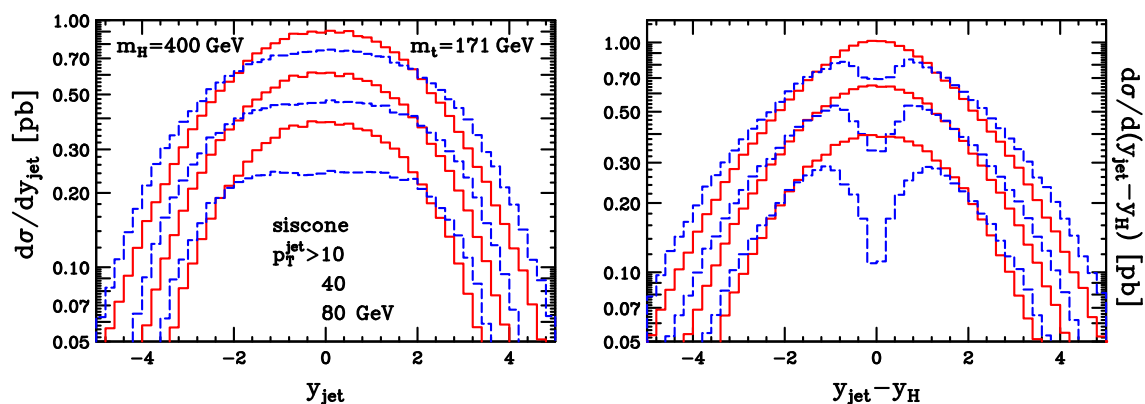 m_H=400 GeV m_t=171 GeV
1.00
0.70
0.50
0.30
0.20
0.10
0.07
0.05
dσ/dy_jet [pb]
siscone
p_T^jet>10
40
80 GeV
−4 −2 0 2 4
y_jet
1.00
0.70
0.50
0.30
0.20
0.10
0.07
0.05
−4 −2 0 2 4
y_jet−y_H
dσ/d(y_jet−y_H) [pb]